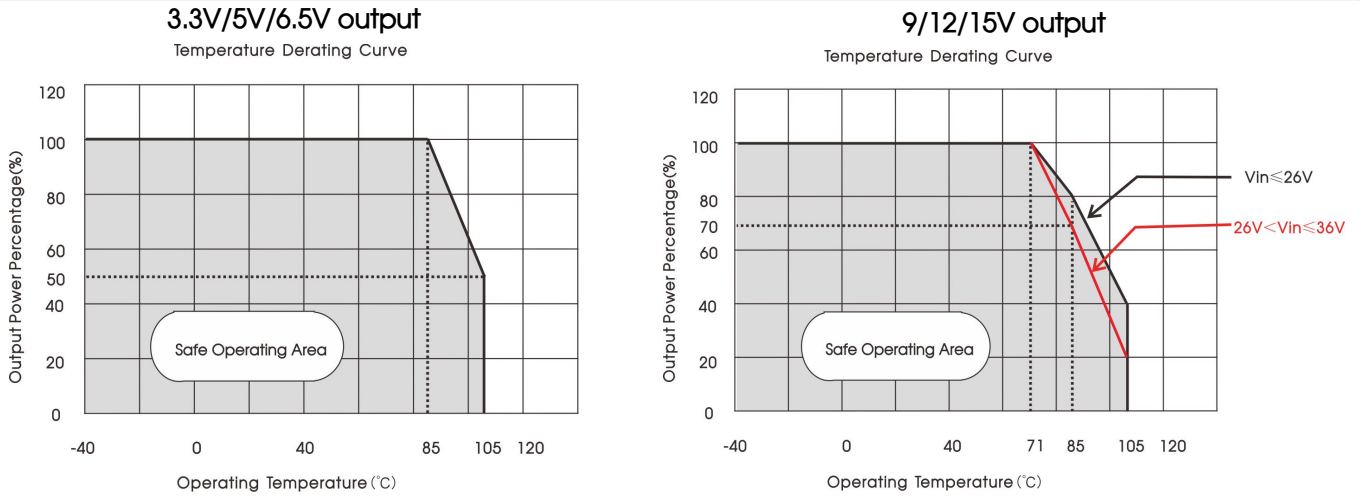 3.3V/5V/6.5V output
Temperature Derating Curve
Output Power Percentage(%)
120
100
80
60
50
40
20
0
Safe Operating Area
-40 0 40 85 105 120
Operating Temperature (°C)
9/12/15V output
Temperature Derating Curve
Output Power Percentage(%)
120
100
80
70
60
40
20
0
Vin≤26V
26V<Vin≤36V
Safe Operating Area
-40 0 40 71 85 105 120
Operating Temperature (°C)